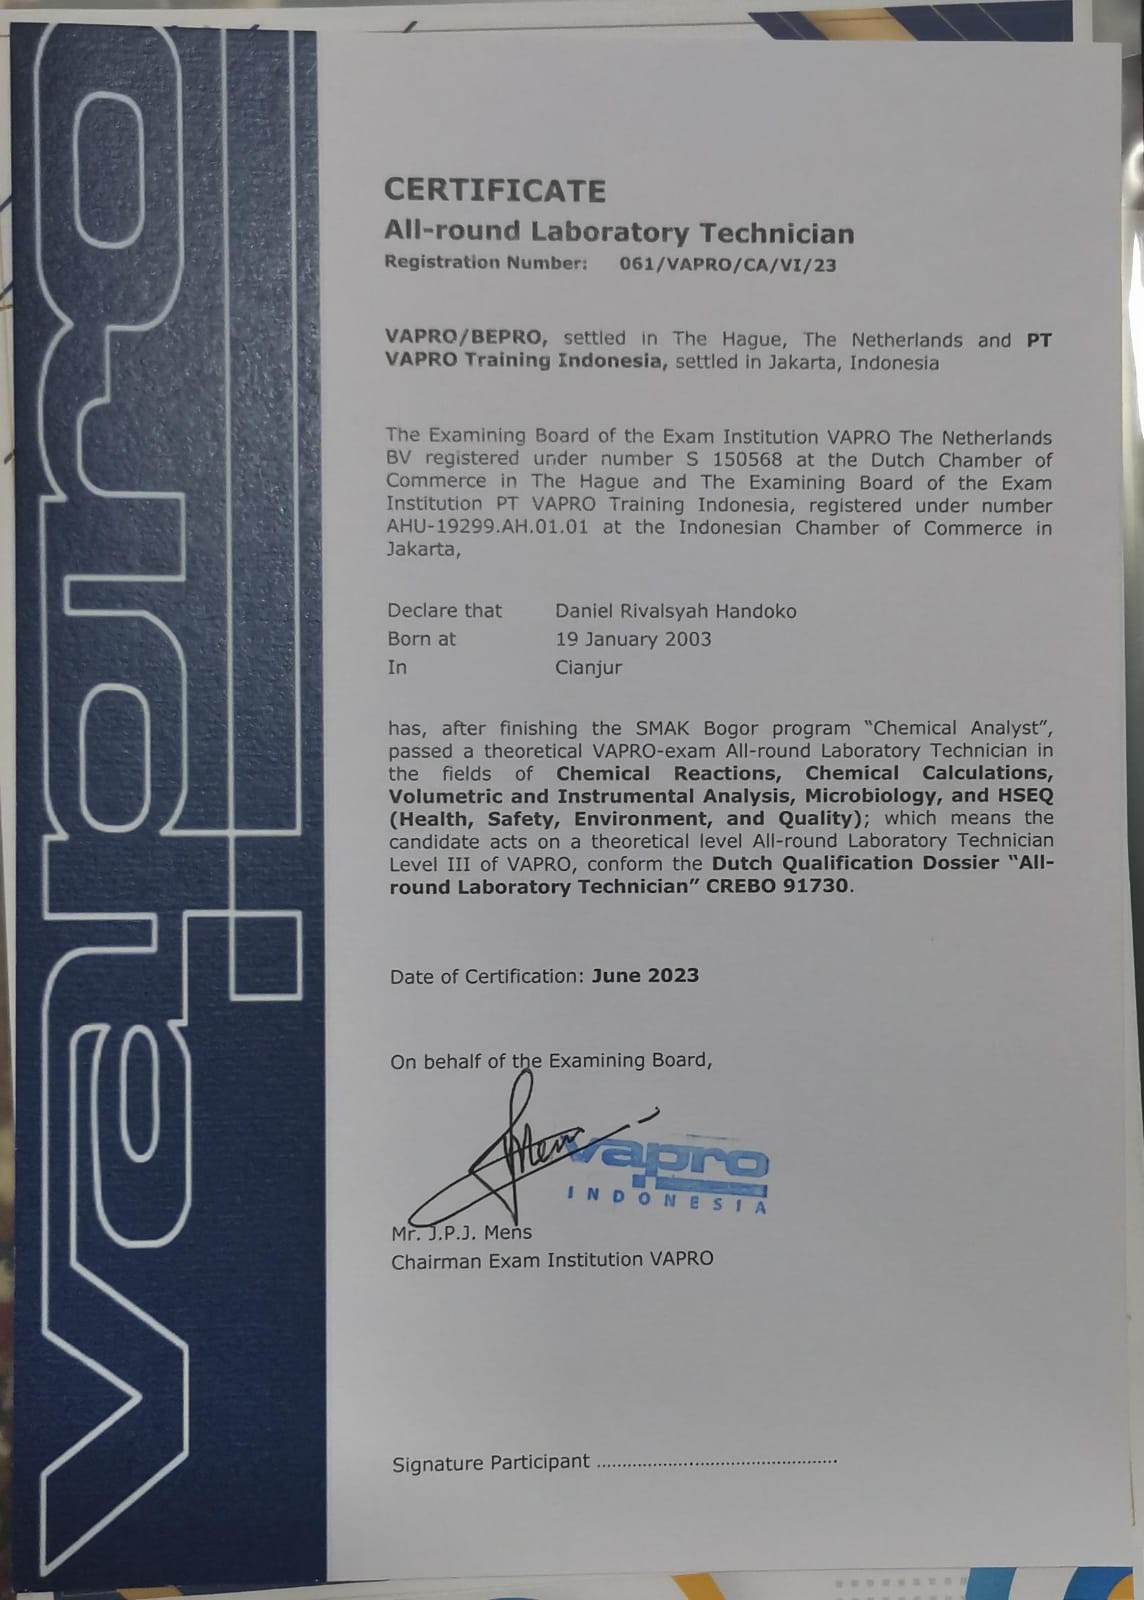 vapro
CERTIFICATE
All-round Laboratory Technician
Registration Number: 061/VAPRO/CA/VI/23
VAPRO/BEPRO, settled in The Hague, The Netherlands and PT
VAPRO Training Indonesia, settled in Jakarta, Indonesia
The Examining Board of the Exam Institution VAPRO The Netherlands
BV registered under number S 150568 at the Dutch Chamber of
Commerce in The Hague and The Examining Board of the Exam
Institution PT VAPRO Training Indonesia, registered under number
AHU-19299.AH.01.01 at the Indonesian Chamber of Commerce in
Jakarta,
Declare that Daniel Rivalsyah Handoko
Born at 19 January 2003
In Cianjur
has, after finishing the SMAK Bogor program “Chemical Analyst”,
passed a theoretical VAPRO-exam All-round Laboratory Technician in
the fields of Chemical Reactions, Chemical Calculations,
Volumetric and Instrumental Analysis, Microbiology, and HSEQ
(Health, Safety, Environment, and Quality); which means the
candidate acts on a theoretical level All-round Laboratory Technician
Level III of VAPRO, conform the Dutch Qualification Dossier “All-
round Laboratory Technician” CREBO 91730.
Date of Certification: June 2023
On behalf of the Examining Board,
Mens
vapro
INDONESIA
Mr. J.P.J. Mens
Chairman Exam Institution VAPRO
Signature Participant ................................................